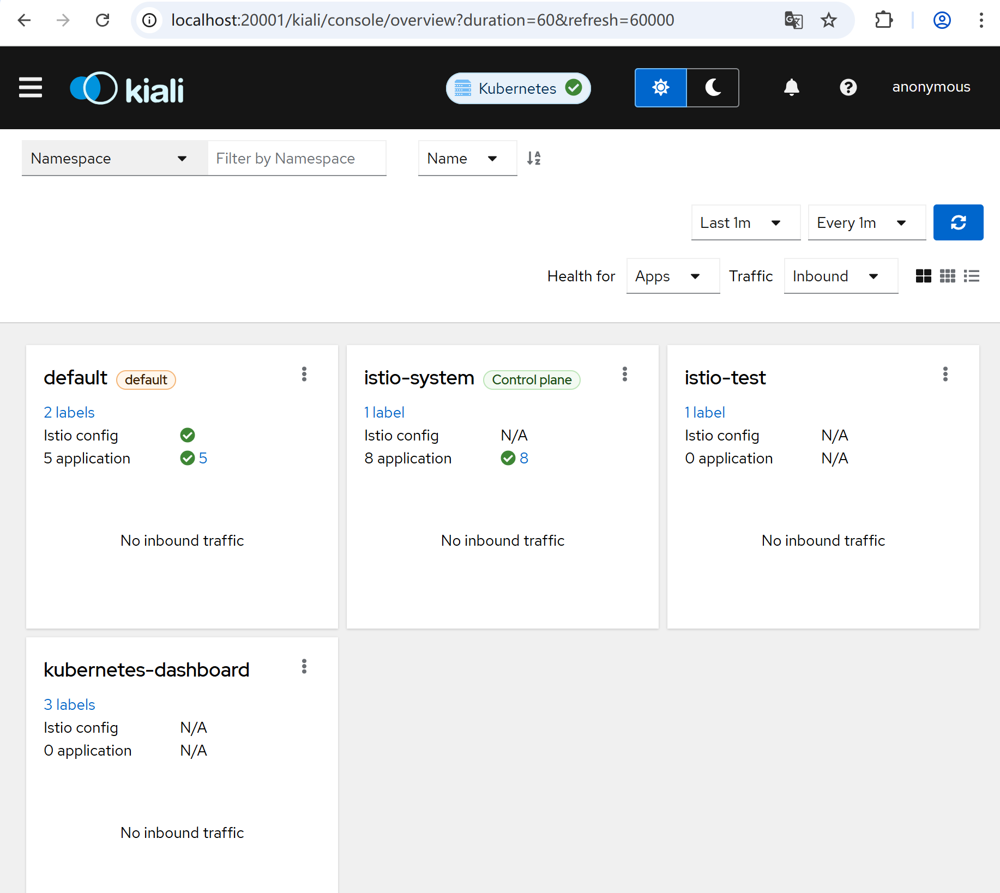 localhost:20001/kiali/console/overview?duration=60&refresh=60000
kiali
Kubernetes
anonymous
Namespace
Filter by Namespace
Name
Last 1m
Every 1m
Health for
Apps
Traffic
Inbound
default default
2 labels
Istio config
5 application 5
No inbound traffic
istio-system Control plane
1 label
Istio config N/A
8 application 8
No inbound traffic
istio-test
1 label
Istio config N/A
0 application N/A
No inbound traffic
kubernetes-dashboard
3 labels
Istio config N/A
0 application N/A
No inbound traffic